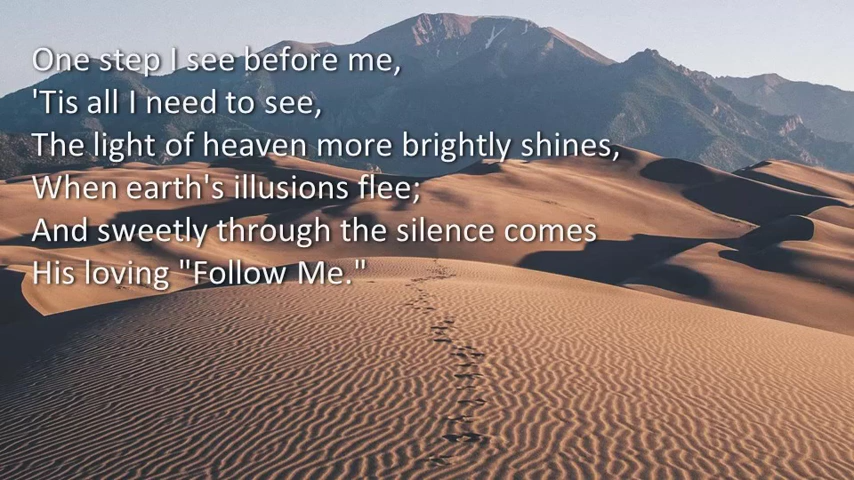 One step I see before me,
'Tis all I need to see,
The light of heaven more brightly shines,
When earth's illusions flee;
And sweetly through the silence comes
His loving "Follow Me."